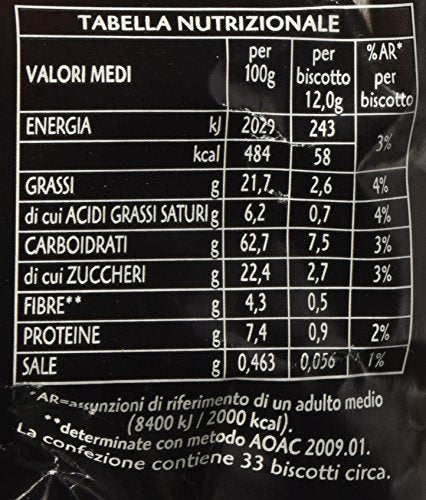 TABELLA NUTRIZIONALE
VALORI MEDI per 100g per biscotto 12,0g %AR* per biscotto
ENERGIA kJ 2029 243 3%
kcal 484 58
GRASSI g 21,7 2,6 4%
di cui ACIDI GRASSI SATURI g 6,2 0,7 4%
CARBOIDRATI g 62,7 7,5 3%
di cui ZUCCHERI g 22,4 2,7 3%
FIBRE** g 4,3 0,5
PROTEINE g 7,4 0,9 2%
SALE g 0,463 0,056 1%
*AR=assunzioni di riferimento di un adulto medio
(8400 kJ / 2000 kcal).
**determinate con metodo AOAC 2009.01.
La confezione contiene 33 biscotti circa.